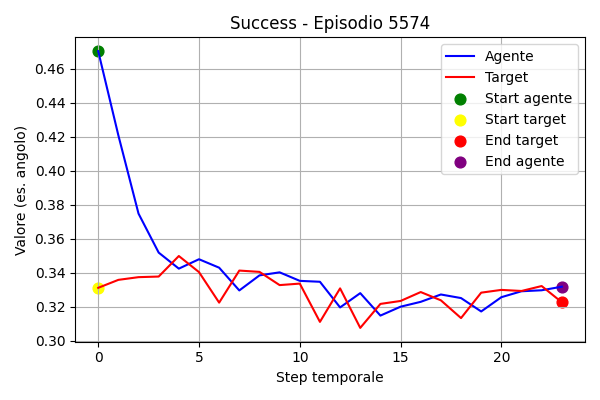 Success - Episodio 5574
Valore (es. angolo)
0.46
0.44
0.42
0.40
0.38
0.36
0.34
0.32
0.30
0
5
10
15
20
Step temporale
Agente
Target
Start agente
Start target
End target
End agente